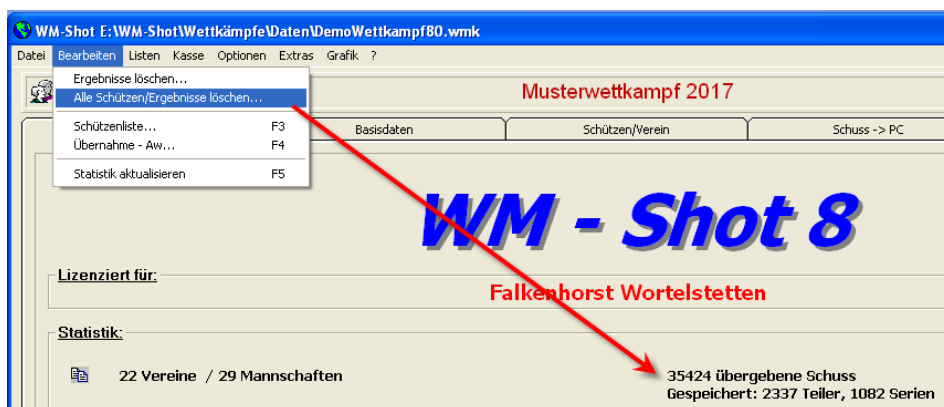 WM-Shot E:\WM-Shot\Wettkämpfe\Daten\DemoWettkampf80.wmk
Datei Bearbeiten Listen Kasse Optionen Extras Grafik ?
Ergebnisse löschen...
Alle Schützen/Ergebnisse löschen...
Musterwettkampf 2017
Schützenliste... F3
Übernahme - Aw... F4
Statistik aktualisieren F5
Basisdaten Schützen/Verein Schuss -> PC
WM - Shot 8
Lizenziert für:
Falkenhorst Wortelstetten
Statistik:
22 Vereine / 29 Mannschaften
35424 übergebene Schuss
Gespeichert: 2337 Teiler, 1082 Serien